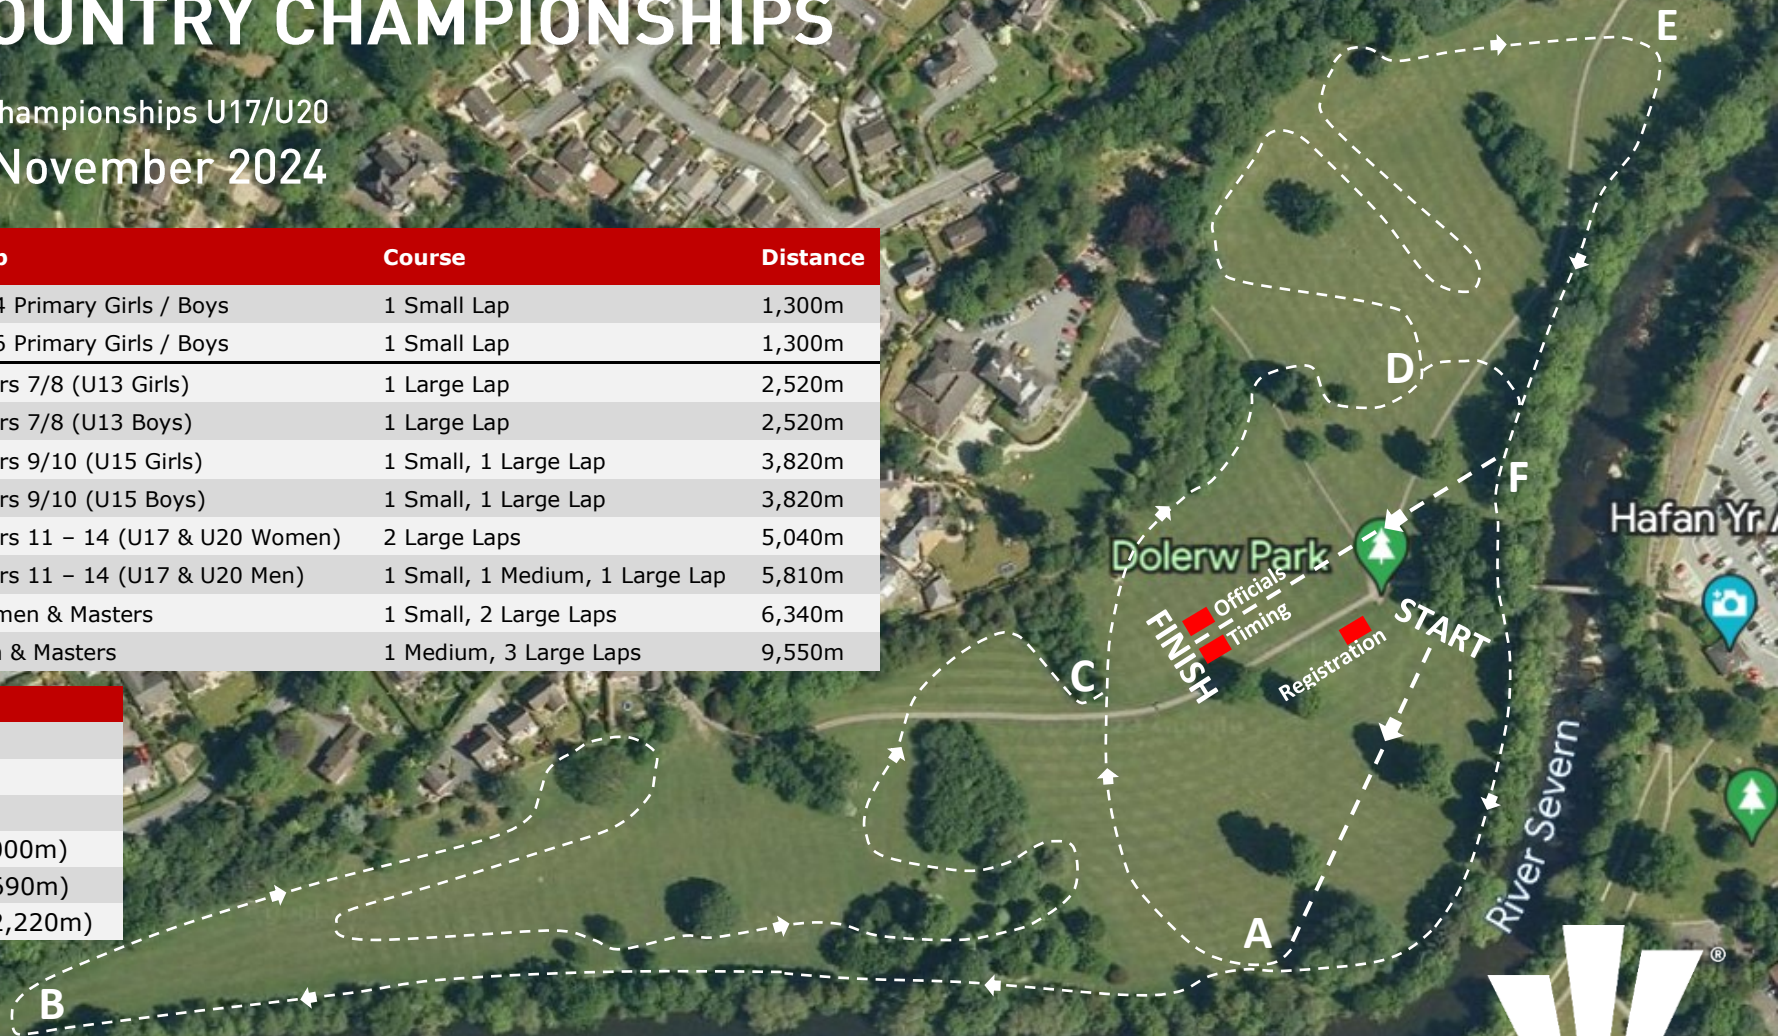 OUNTRY CHAMPIONSHIPS
hampionships U17/U20
November 2024
p Course Distance
4 Primary Girls / Boys 1 Small Lap 1,300m
6 Primary Girls / Boys 1 Small Lap 1,300m
rs 7/8 (U13 Girls) 1 Large Lap 2,520m
rs 7/8 (U13 Boys) 1 Large Lap 2,520m
rs 9/10 (U15 Girls) 1 Small, 1 Large Lap 3,820m
rs 9/10 (U15 Boys) 1 Small, 1 Large Lap 3,820m
rs 11 – 14 (U17 & U20 Women) 2 Large Laps 5,040m
rs 11 – 14 (U17 & U20 Men) 1 Small, 1 Medium, 1 Large Lap 5,810m
men & Masters 1 Small, 2 Large Laps 6,340m
& Masters 1 Medium, 3 Large Laps 9,550m
000m)
690m)
2,220m)
E
D
F
Hafan Yr
Dolerw Park
Officials
Timing
FINISH
START
Registration
C
River Severn
A
B
®